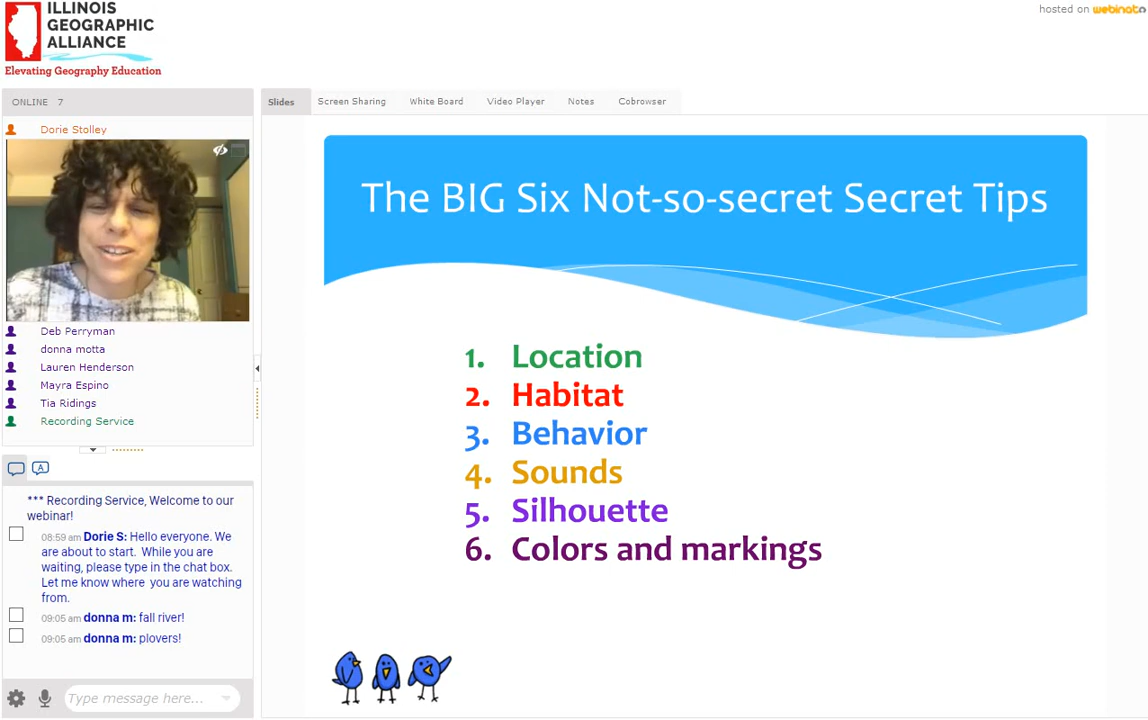 ILLINOIS
GEOGRAPHIC
ALLIANCE
Elevating Geography Education
hosted on webinato
ONLINE 7
Slides Screen Sharing White Board Video Player Notes Cobrowser
Dorie Stolley
The BIG Six Not-so-secret Secret Tips
1. Location
2. Habitat
3. Behavior
4. Sounds
5. Silhouette
6. Colors and markings
Deb Perryman
donna motta
Lauren Henderson
Mayra Espino
Tia Ridings
Recording Service
A
*** Recording Service, Welcome to our
webinar!
08:59 am Dorie S: Hello everyone. We
are about to start. While you are
waiting, please type in the chat box.
Let me know where you are watching
from.
09:05 am donna m: fall river!
09:05 am donna m: plovers!
Type message here...